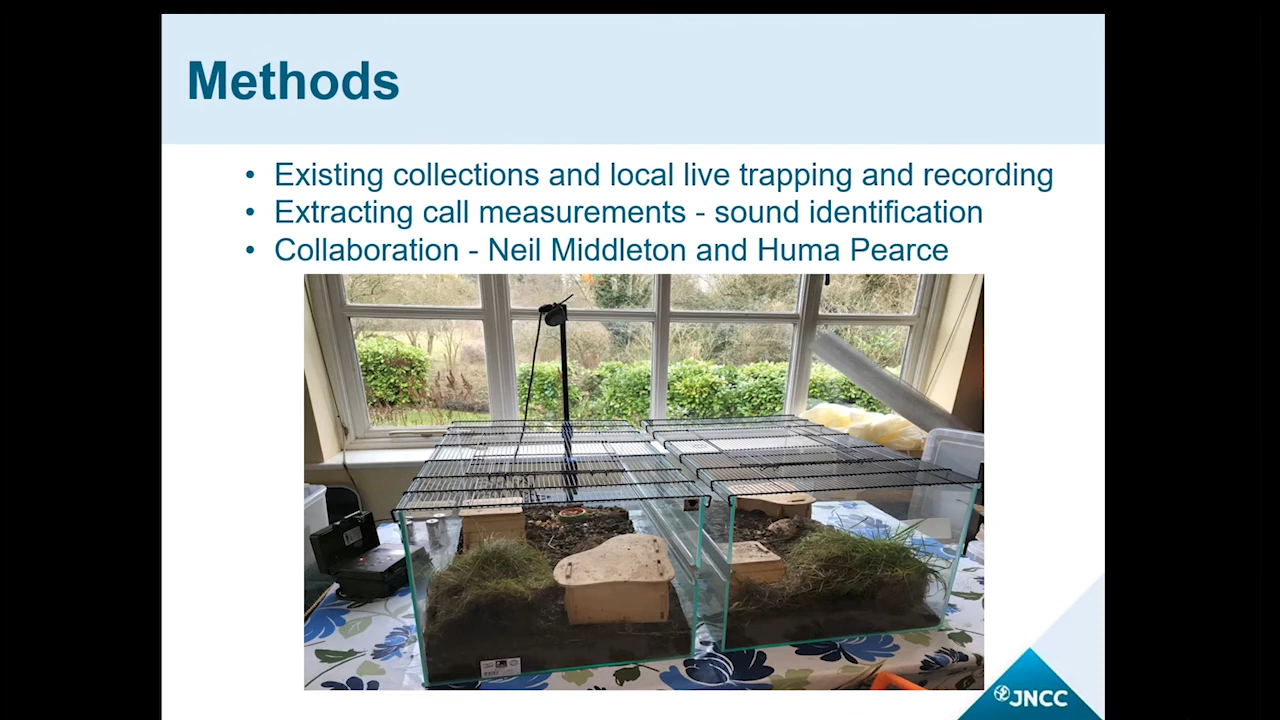 Methods
• Existing collections and local live trapping and recording
• Extracting call measurements - sound identification
• Collaboration - Neil Middleton and Huma Pearce
JNCC